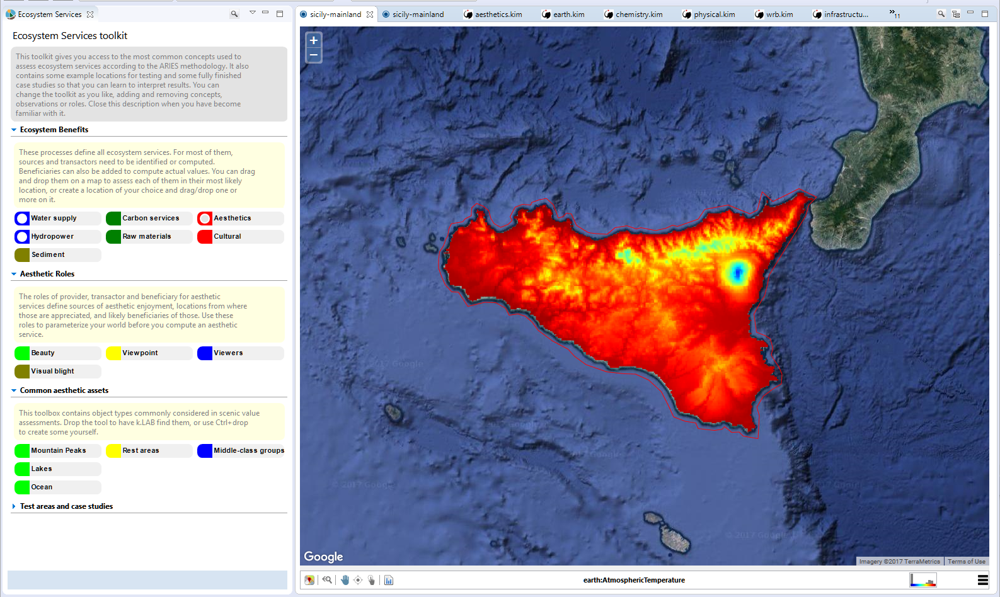 Ecosystem Services
Ecosystem Services toolkit
This toolkit gives you access to the most common concepts used to
assess ecosystem services according to the ARIES methodology. It also
contains some example locations for testing and some fully finished
case studies so that you can learn to interpret results. You can
change the toolkit as you like, adding and removing concepts,
observations or roles. Close this description when you have become
familiar with it.
Ecosystem Benefits
These processes define all ecosystem services. For most of them,
sources and transactors need to be identified or computed.
Beneficiaries can also be added to compute actual values. You can drag
and drop them on a map to assess each of them in their most likely
location, or create a location of your choice and drag/drop one or
more on it.
Water supply Carbon services Aesthetics
Hydropower Raw materials Cultural
Sediment
Aesthetic Roles
The roles of provider, transactor and beneficiary for aesthetic
services define sources of aesthetic enjoyment, locations from where
those are appreciated, and likely beneficiaries of those. Use these
roles to parameterize your world before you compute an aesthetic
service.
Beauty Viewpoint Viewers
Visual blight
Common aesthetic assets
This toolbox contains object types commonly considered in scenic value
assessments. Drop the tool to have k.LAB find them, or use Ctrl+drop
to create some yourself.
Mountain Peaks Rest areas Middle-class groups
Lakes
Ocean
Test areas and case studies
sicily-mainland sicily-mainland aesthetics.kim earth.kim chemistry.kim physical.kim wrb.kim infrastructu... »11
+
−
2017 Google
© 2017 Google
© 2017 Google
Google
Imagery ©2017 TerraMetrics Terms of Use
earth:AtmosphericTemperature